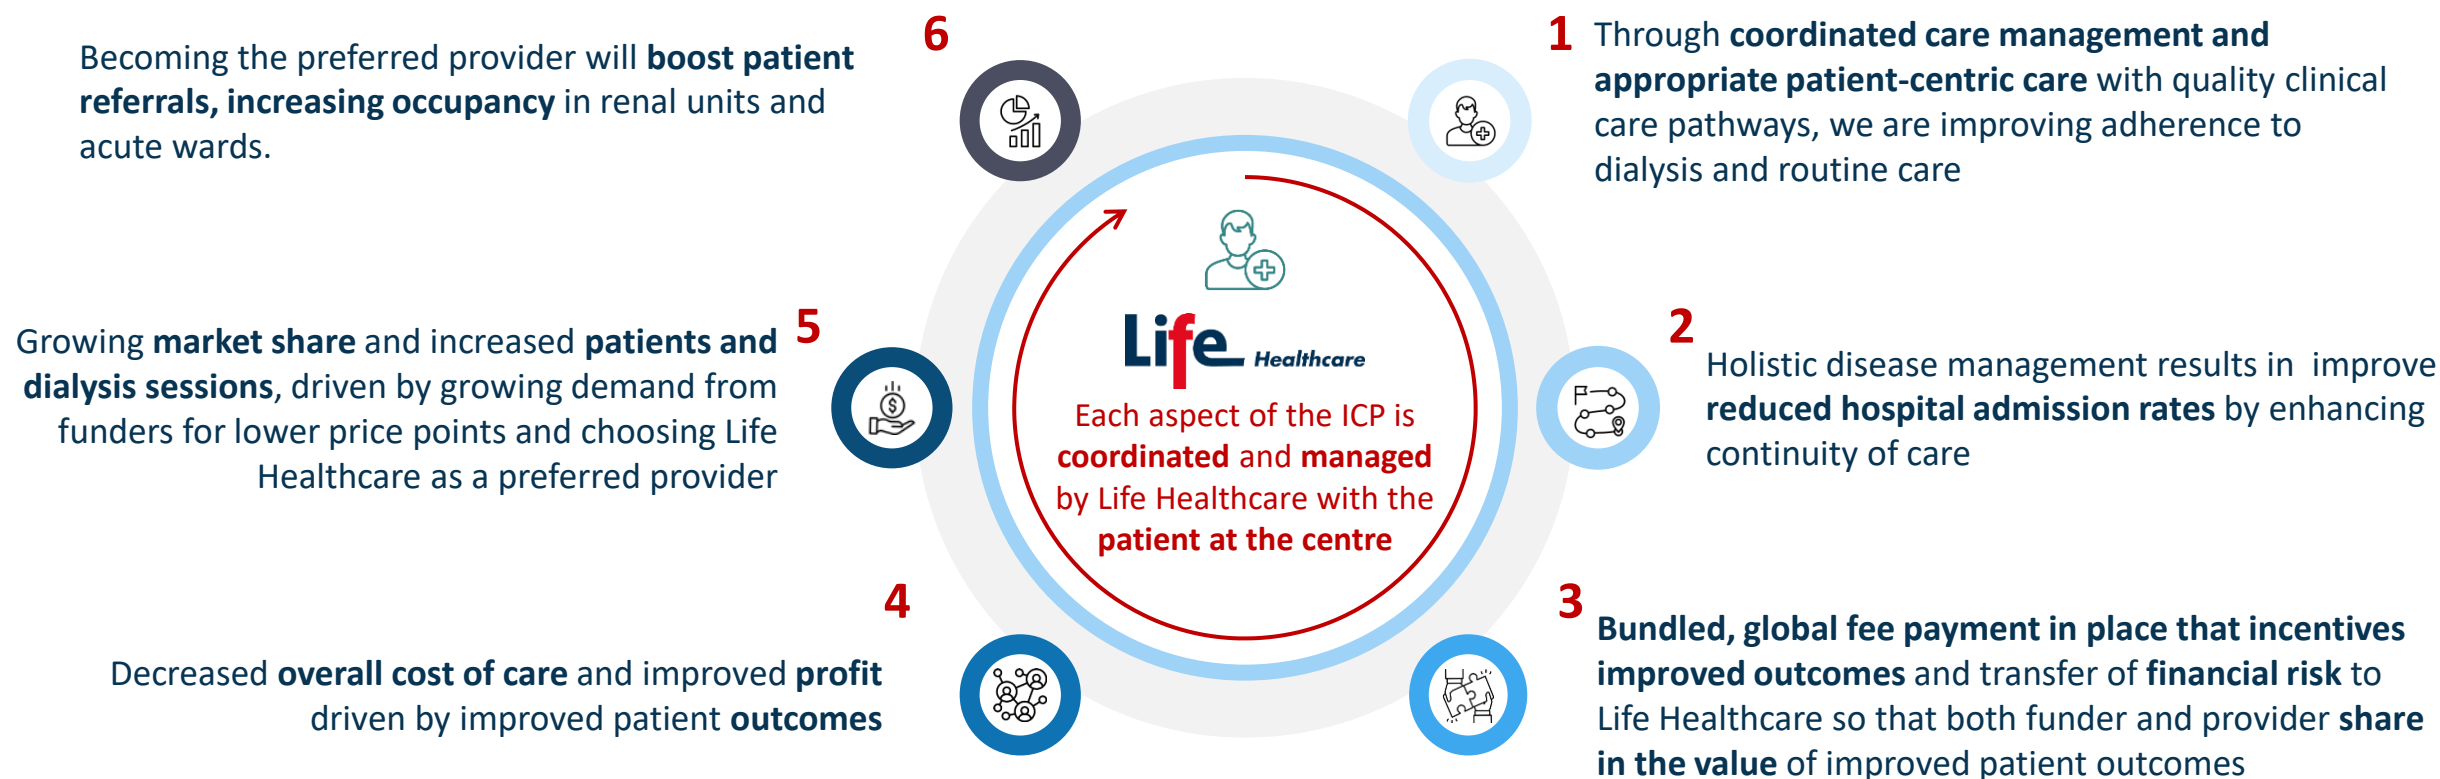 1
Through coordinated care management and
appropriate patient-centric care with quality clinical
care pathways, we are improving adherence to
dialysis and routine care
2
Holistic disease management results in  improve
reduced hospital admission rates by enhancing
continuity of care
3
Bundled, global fee payment in place that incentives
improved outcomes and transfer of financial risk to
Life Healthcare so that both funder and provider share
in the value of improved patient outcomes
4
Decreased overall cost of care and improved profit
driven by improved patient outcomes
5
Growing market share and increased patients and
dialysis sessions, driven by growing demand from
funders for lower price points and choosing Life
Healthcare as a preferred provider
6
Becoming the preferred provider will boost patient
referrals, increasing occupancy in renal units and
acute wards.
Life Healthcare
Each aspect of the ICP is
coordinated and managed
by Life Healthcare with the
patient at the centre